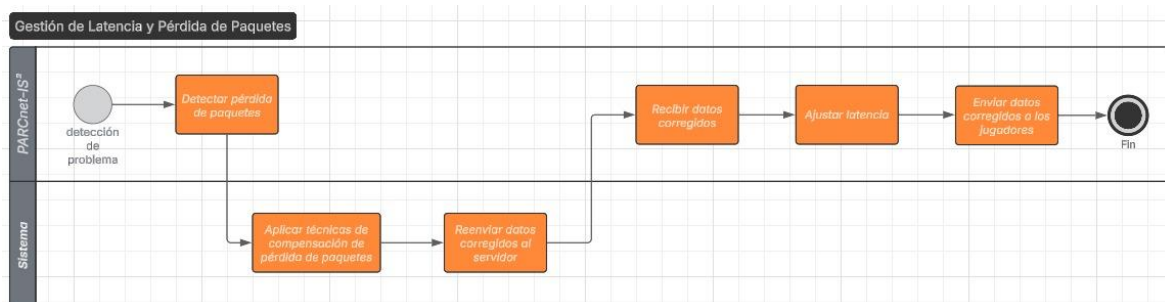 Gestión de Latencia y Pérdida de Paquetes
PARCnet-IS²
detección
de
problema
Detectar pérdida
de paquetes
Recibir datos
corregidos
Ajustar latencia
Enviar datos
corregidos a los
jugadores
Fin
Sistema
Aplicar técnicas de
compensación de
pérdida de paquetes
Reenviar datos
corregidos al
servidor